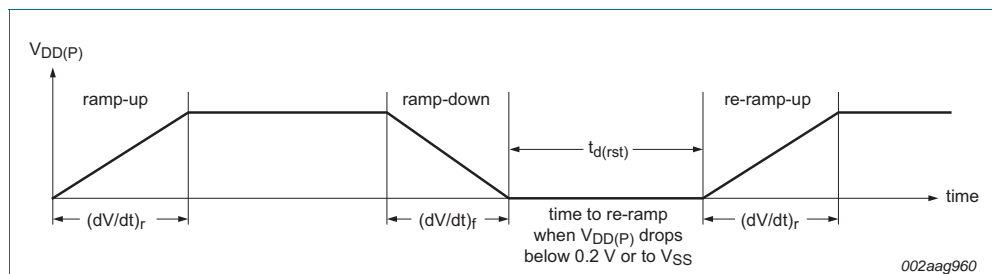 VDD(P)
ramp-up
ramp-down
re-ramp-up
td(rst)
time
(dV/dt)r
(dV/dt)f
time to re-ramp
when VDD(P) drops
below 0.2 V or to VSS
(dV/dt)r
002aag960